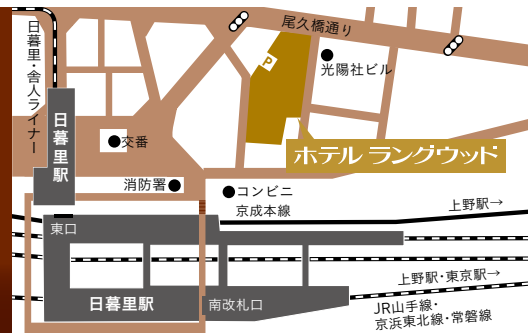 尾久橋通り
日暮里・舎人ライナー
P
光陽社ビル
日暮里駅
交番
ホテル ラングウッド
消防署
コンビニ
京成本線
上野駅→
東口
上野駅・東京駅→
日暮里駅
南改札口
JR山手線・
京浜東北線・常磐線